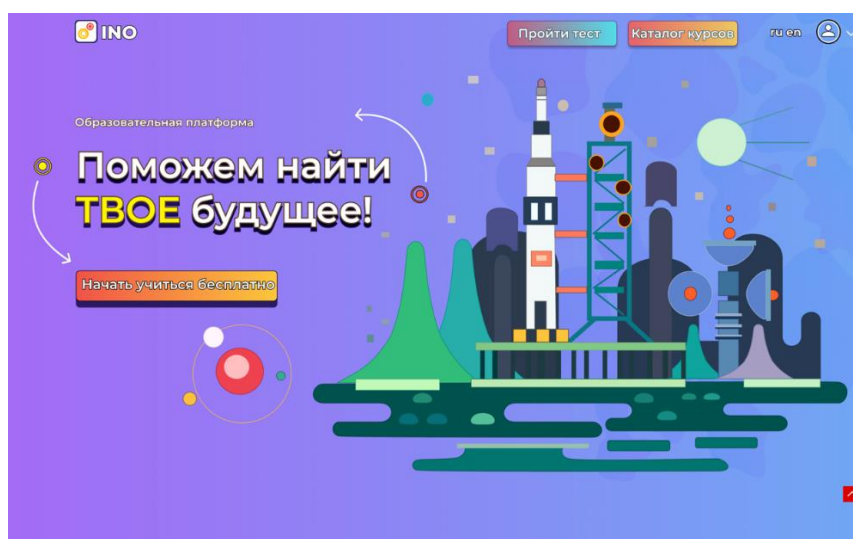 INO
Пройти тест
Каталог курсов
ru en
Образовательная платформа
Поможем найти
ТВОЕ будущее!
Начать учиться бесплатно